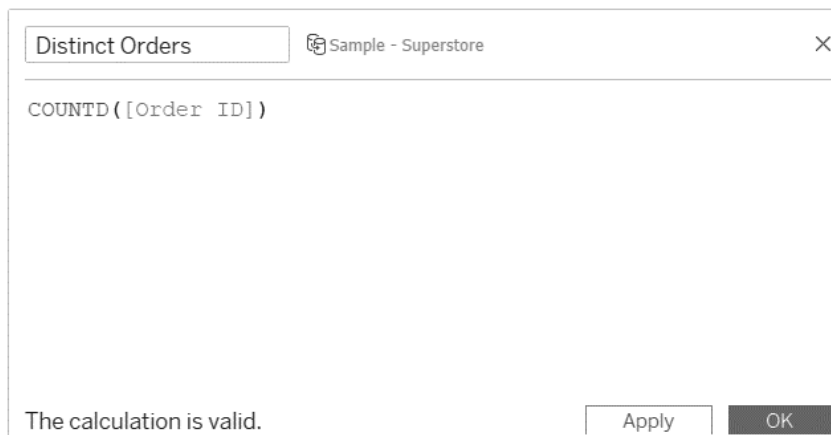 Distinct Orders Sample - Superstore
COUNTD([Order ID])
The calculation is valid. Apply OK